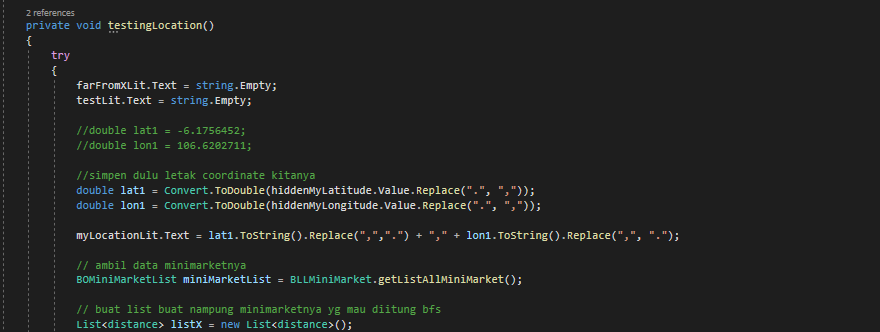 2 references
private void testingLocation()
{
try
{
farFromXLit.Text = string.Empty;
testLit.Text = string.Empty;
//double lat1 = -6.1756452;
//double lon1 = 106.6202711;
//simpen dulu letak coordinate kitanya
double lat1 = Convert.ToDouble(hiddenMyLatitude.Value.Replace(".", ","));
double lon1 = Convert.ToDouble(hiddenMyLongitude.Value.Replace(".", ","));
myLocationLit.Text = lat1.ToString().Replace(",",".") + "," + lon1.ToString().Replace(",", ".");
// ambil data minimarketnya
BOMiniMarketList miniMarketList = BLLMiniMarket.getListAllMiniMarket();
// buat list buat nampung minimarketnya yg mau diitung bfs
List<distance> listX = new List<distance>();